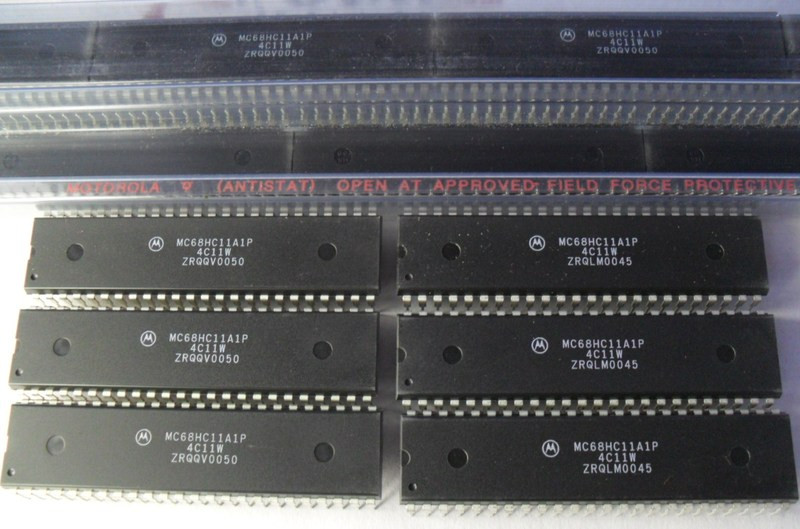 MC68HC11A1P
4C11W
ZRQQV0050
MC68HC11A1P
4C11W
ZRQQV0050
MOTOROLA (ANTISTAT) OPEN AT APPROVED FIELD FORCE PROTECTIVE
MC68HC11A1P
4C11W
ZRQQV0050
MC68HC11A1P
4C11W
ZRQLM0045
MC68HC11A1P
4C11W
ZRQQV0050
MC68HC11A1P
4C11W
ZRQLM0045
MC68HC11A1P
4C11W
ZRQQV0050
MC68HC11A1P
4C11W
ZRQLM0045